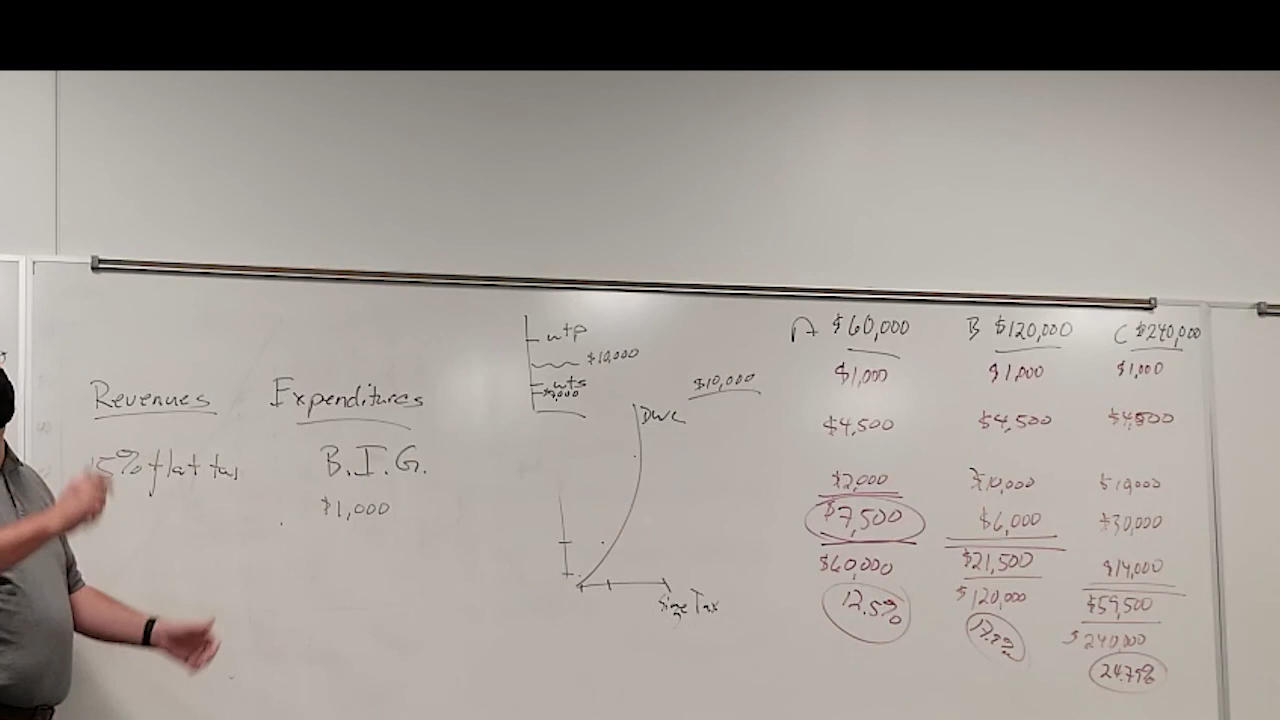 Revenues
15% flat tax
Expenditures
B.I.G.
$1,000
wtp
$10,000
wts
$10,000
DWL
Size Tax
A $60,000
$1,000
$4,500
$2,000
$7,500
$60,000
12.5%
B $120,000
$1,000
$4,500
$10,000
$6,000
$21,500
$120,000
C $240,000
$1,000
$4,500
$10,000
$30,000
$14,000
$59,500
$240,000
24.79%